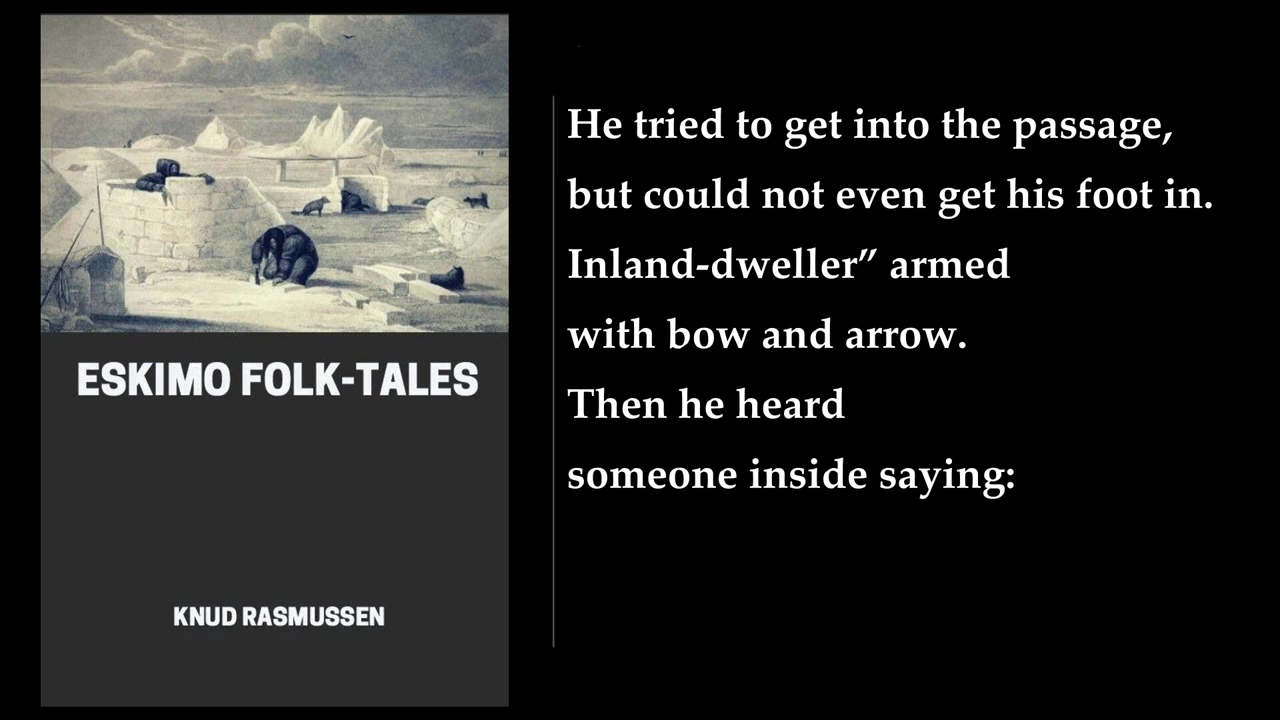 ESKIMO FOLK-TALES
KNUD RASMUSSEN
He tried to get into the passage,
but could not even get his foot in.
Inland-dweller” armed
with bow and arrow.
Then he heard
someone inside saying: